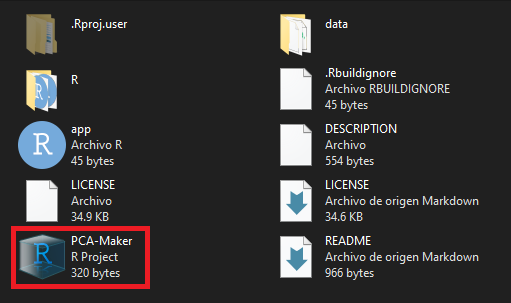 .Rproj.user
data
R
.Rbuildignore
Archivo RBUILDIGNORE
45 bytes
app
Archivo R
45 bytes
DESCRIPTION
Archivo
554 bytes
LICENSE
Archivo
34.9 KB
LICENSE
Archivo de origen Markdown
34.6 KB
PCA-Maker
R Project
320 bytes
README
Archivo de origen Markdown
966 bytes